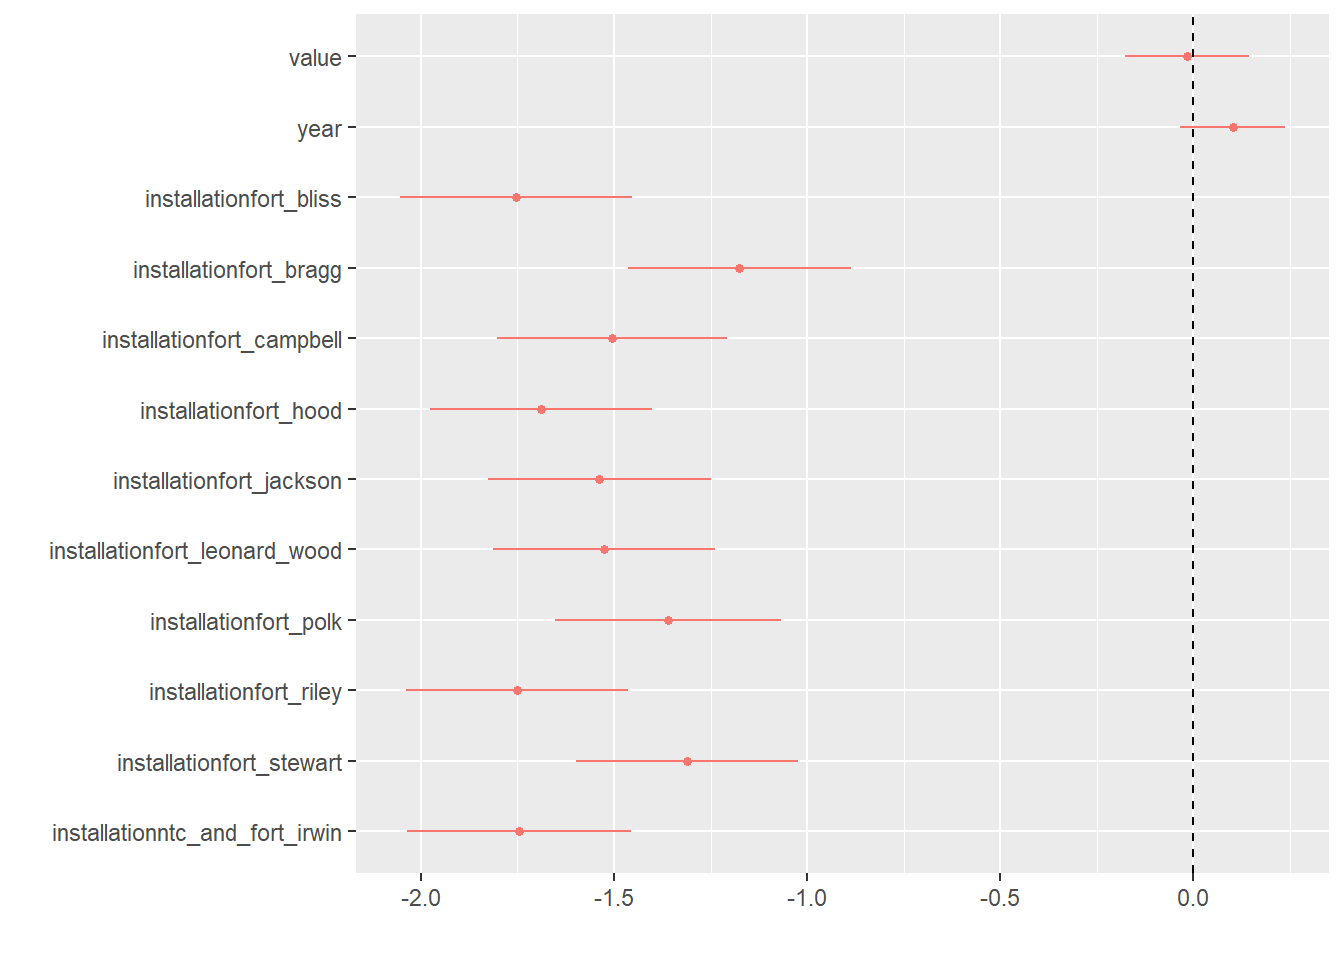 value
year
installationfort_bliss
installationfort_bragg
installationfort_campbell
installationfort_hood
installationfort_jackson
installationfort_leonard_wood
installationfort_polk
installationfort_riley
installationfort_stewart
installationntc_and_fort_irwin
-2.0 -1.5 -1.0 -0.5 0.0